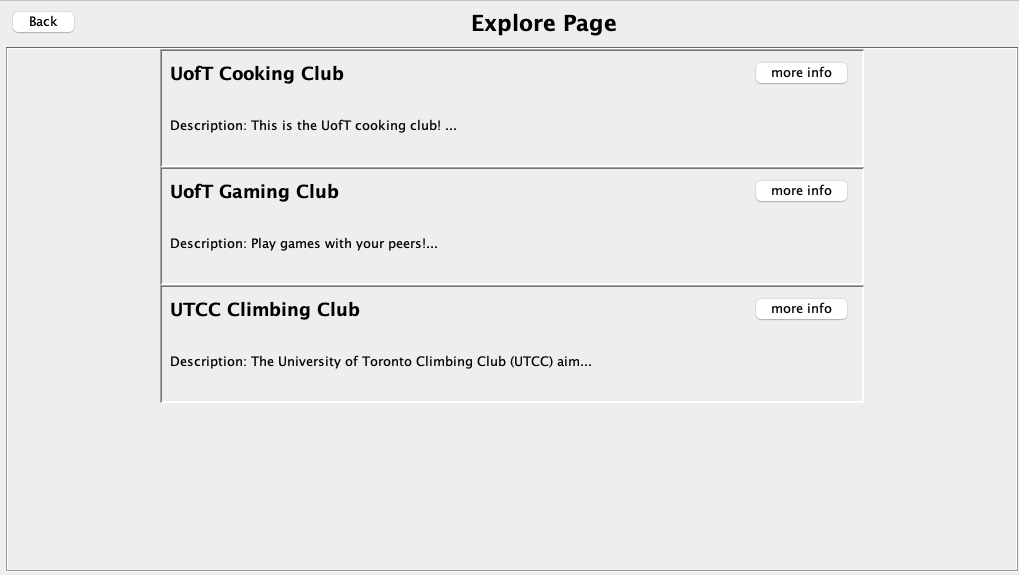 Back
Explore Page
UofT Cooking Club
more info
Description: This is the UofT cooking club! ...
UofT Gaming Club
more info
Description: Play games with your peers!...
UTCC Climbing Club
more info
Description: The University of Toronto Climbing Club (UTCC) aim...